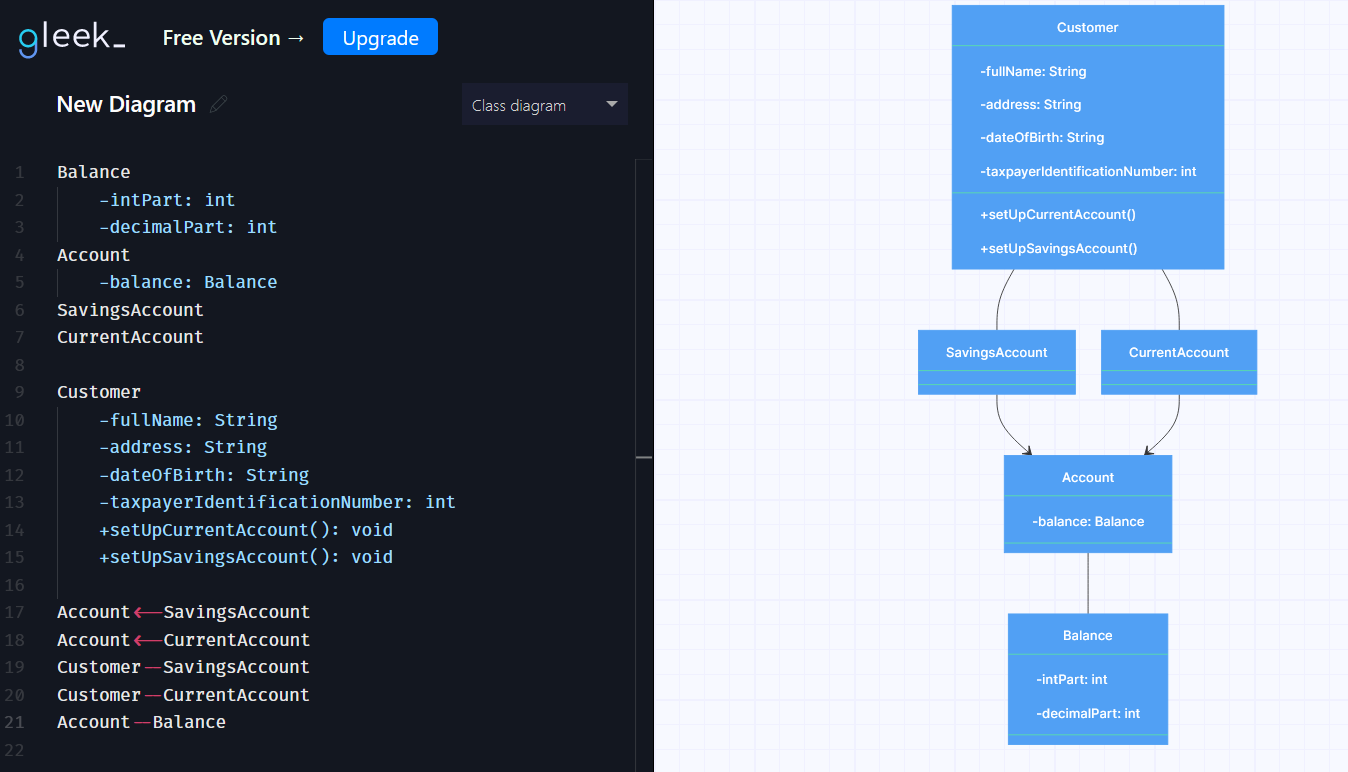 gleek_
Free Version →
Upgrade
New Diagram
Class diagram
1 Balance
2 -intPart: int
3 -decimalPart: int
4 Account
5 -balance: Balance
6 SavingsAccount
7 CurrentAccount
8
9 Customer
10 -fullName: String
11 -address: String
12 -dateOfBirth: String
13 -taxpayerIdentificationNumber: int
14 +setUpCurrentAccount(): void
15 +setUpSavingsAccount(): void
16
17 Account<--SavingsAccount
18 Account<--CurrentAccount
19 Customer--SavingsAccount
20 Customer--CurrentAccount
21 Account--Balance
22
Customer
-fullName: String
-address: String
-dateOfBirth: String
-taxpayerIdentificationNumber: int
+setUpCurrentAccount()
+setUpSavingsAccount()
SavingsAccount
CurrentAccount
Account
-balance: Balance
Balance
-intPart: int
-decimalPart: int